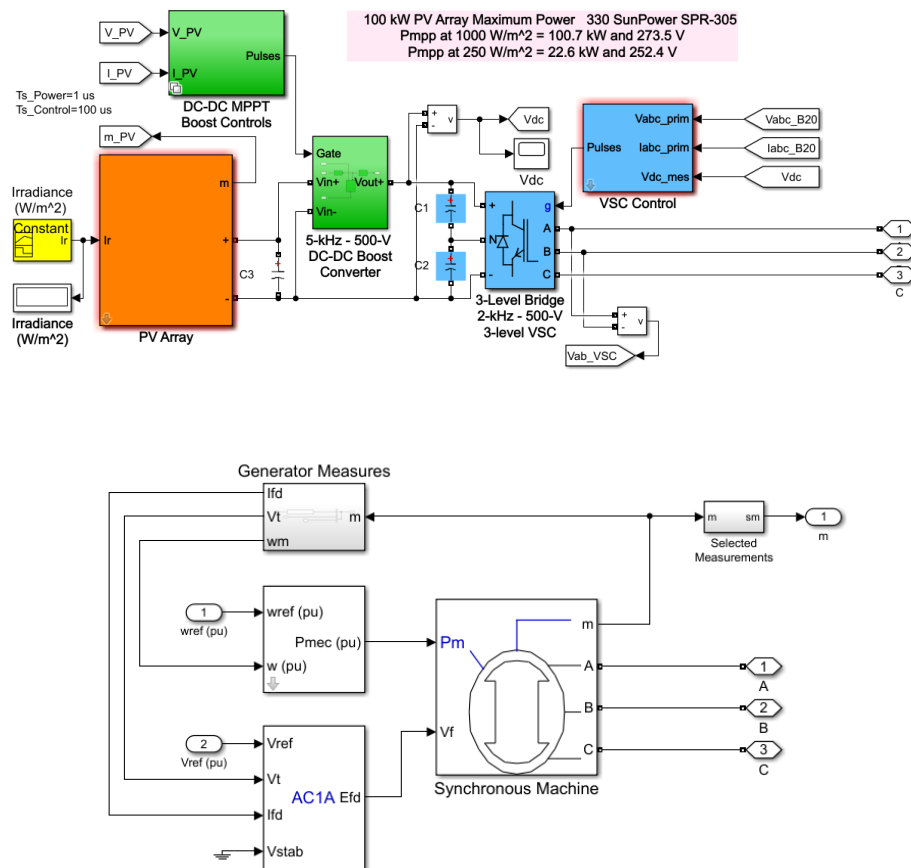 100 kW PV Array Maximum Power 330 SunPower SPR-305
Pmpp at 1000 W/m^2 = 100.7 kW and 273.5 V
Pmpp at 250 W/m^2 = 22.6 kW and 252.4 V
V_PV
V_PV
Pulses
I_PV
I_PV
DC-DC MPPT
Boost Controls
Ts_Power=1 us
Ts_Control=100 us
m_PV
Irradiance
(W/m^2)
Constant
Ir
Irradiance
(W/m^2)
Ir
m
+
-
PV Array
C3
Gate
Vin+
Vout+
Vin-
5-kHz - 500-V
DC-DC Boost
Converter
+
-
v
Vdc
Vdc
C1
C2
+
N
-
g
A
B
C
3-Level Bridge
2-kHz - 500-V
3-level VSC
Pulses
Vabc_prim
Iabc_prim
Vdc_mes
VSC Control
Vabc_B20
Iabc_B20
Vdc
1
2
3
C
+
-
v
Vab_VSC
Generator Measures
Ifd
Vt
wm
m
m
sm
Selected
Measurements
1
m
1
wref (pu)
wref (pu)
Pmec (pu)
w (pu)
2
Vref (pu)
Vref
Vt
AC1A
Efd
Ifd
Vstab
Pm
m
A
B
Vf
C
Synchronous Machine
1
A
2
B
3
C